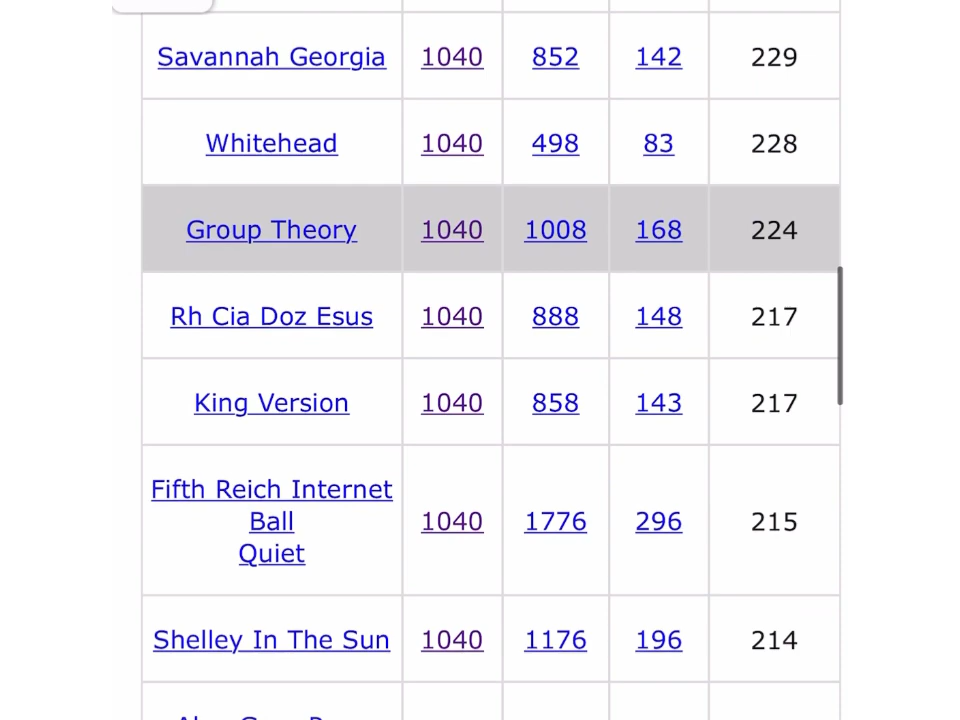 Savannah Georgia 1040 852 142 229
Whitehead 1040 498 83 228
Group Theory 1040 1008 168 224
Rh Cia Doz Esus 1040 888 148 217
King Version 1040 858 143 217
Fifth Reich Internet
Ball 1040 1776 296 215
Quiet
Shelley In The Sun 1040 1176 196 214